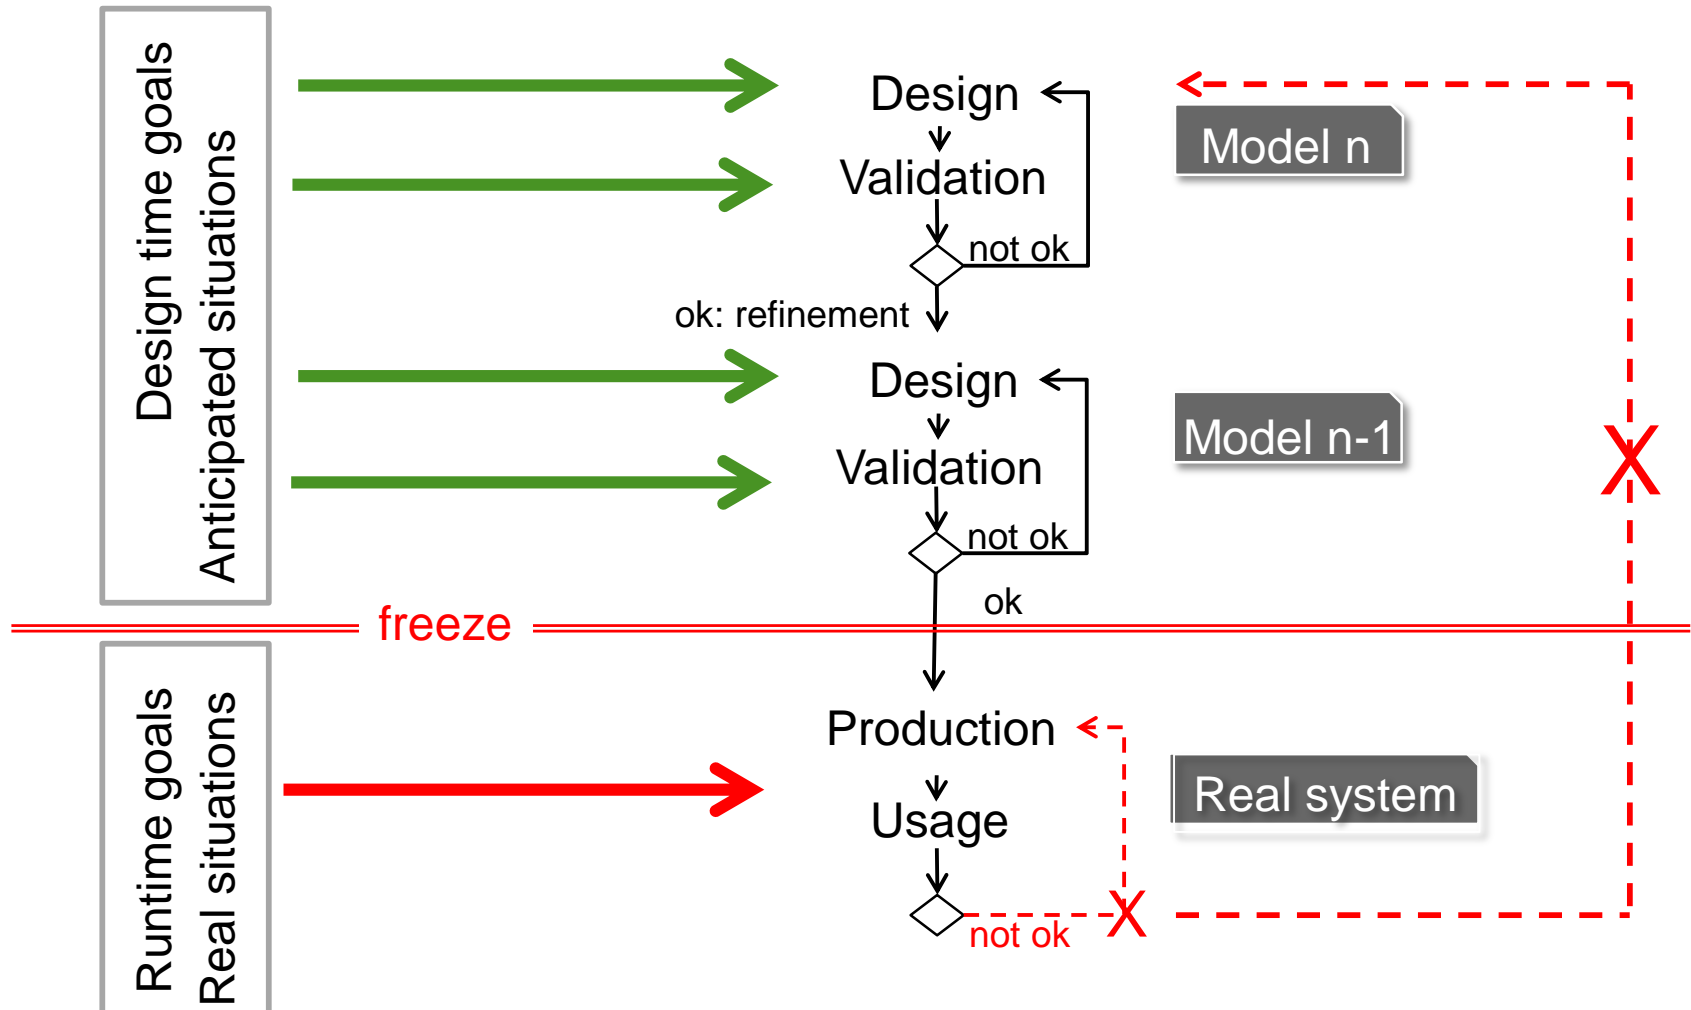 Design time goals
Anticipated situations
Design
Model n
Validation
not ok
ok: refinement
Design
Model n-1
Validation
X
not ok
ok
freeze
Runtime goals
Real situations
Production
Real system
Usage
X
not ok